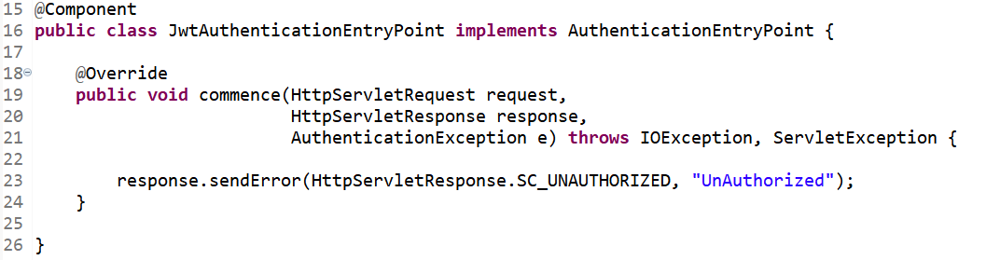 15 @Component
16 public class JwtAuthenticationEntryPoint implements AuthenticationEntryPoint {
17
18     @Override
19     public void commence(HttpServletRequest request,
20                          HttpServletResponse response,
21                          AuthenticationException e) throws IOException, ServletException {
22
23         response.sendError(HttpServletResponse.SC_UNAUTHORIZED, "UnAuthorized");
24     }
25
26 }